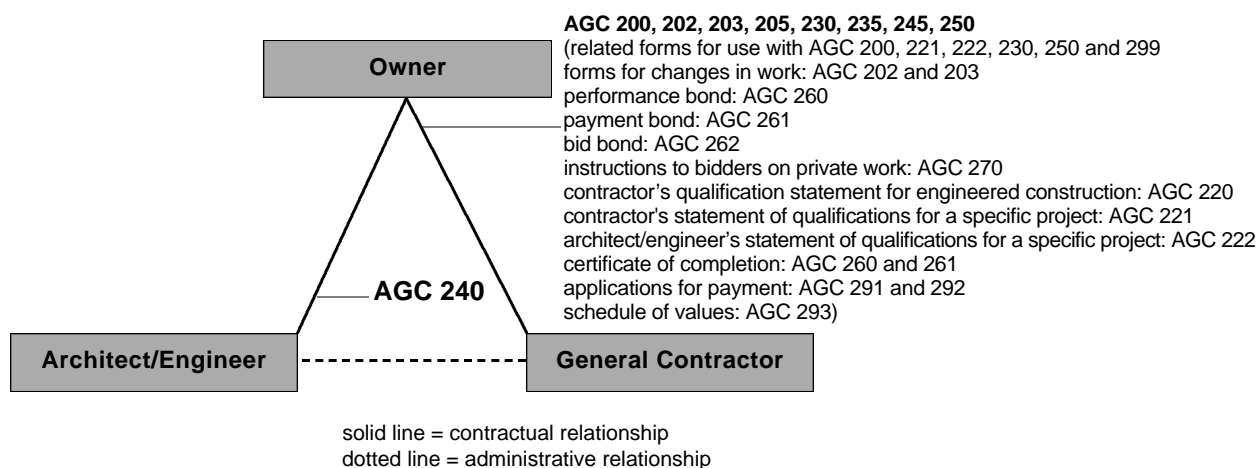 AGC 200, 202, 203, 205, 230, 235, 245, 250
(related forms for use with AGC 200, 221, 222, 230, 250 and 299
forms for changes in work: AGC 202 and 203
performance bond: AGC 260
payment bond: AGC 261
bid bond: AGC 262
instructions to bidders on private work: AGC 270
contractor’s qualification statement for engineered construction: AGC 220
contractor's statement of qualifications for a specific project: AGC 221
architect/engineer’s statement of qualifications for a specific project: AGC 222
certificate of completion: AGC 260 and 261
applications for payment: AGC 291 and 292
schedule of values: AGC 293)
Owner
AGC 240
Architect/Engineer
General Contractor
solid line = contractual relationship
dotted line = administrative relationship